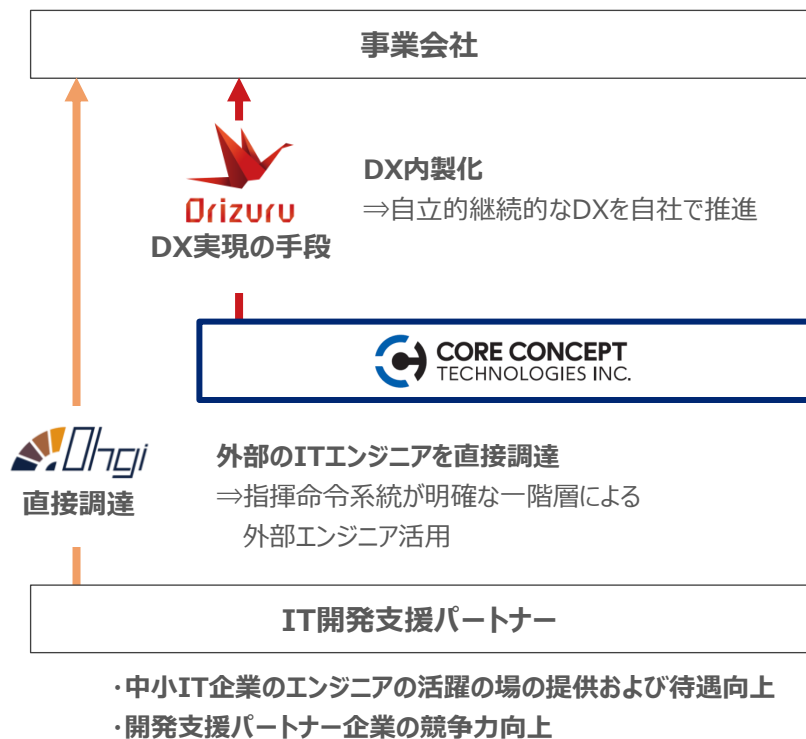 事業会社
Orizuru
DX実現の手段
DX内製化
⇒自立的継続的なDXを自社で推進
CORE CONCEPT
TECHNOLOGIES INC.
Ohgi
直接調達
外部のITエンジニアを直接調達
⇒指揮命令系統が明確な一階層による
外部エンジニア活用
IT開発支援パートナー
・中小IT企業のエンジニアの活躍の場の提供および待遇向上
・開発支援パートナー企業の競争力向上